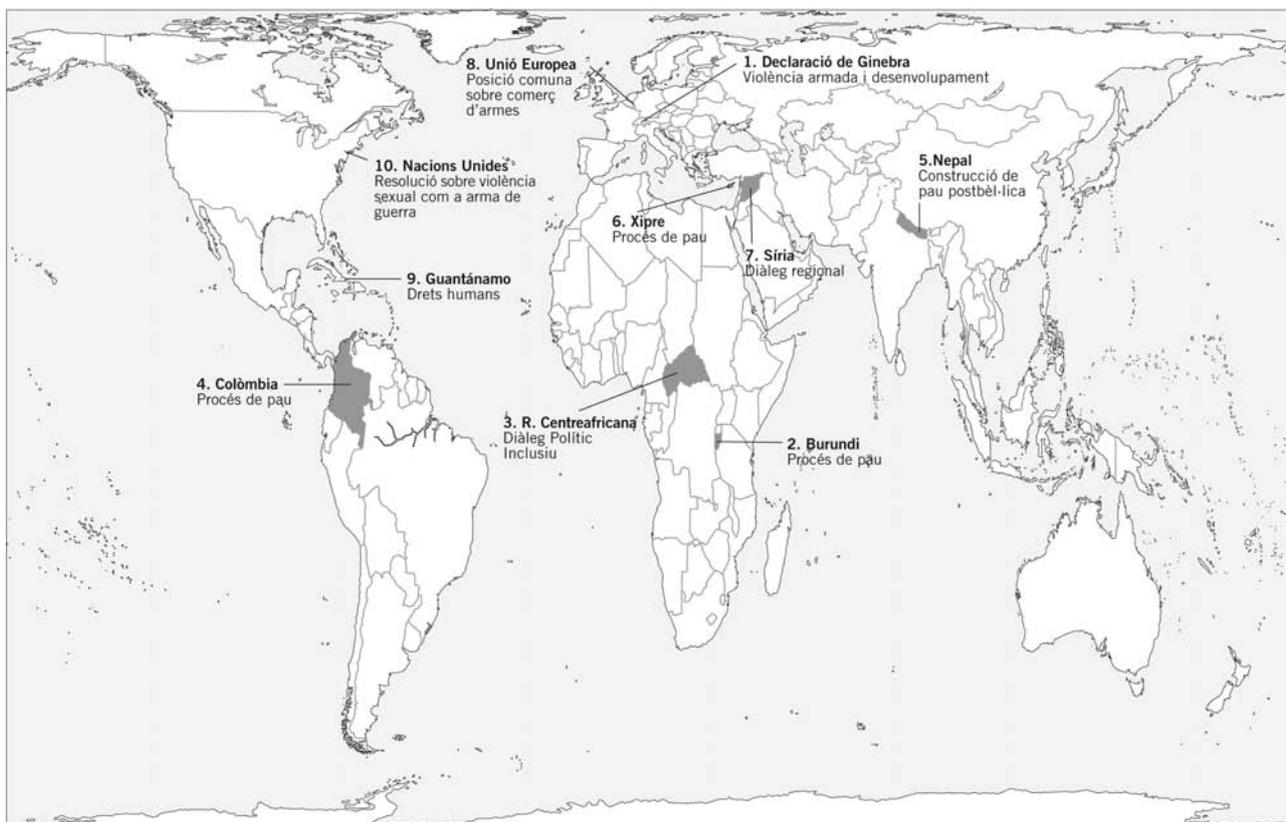 8. Unió Europea
Posició comuna
sobre comerç
d'armes
1. Declaració de Ginebra
Violència armada i desenvolupament
10. Nacions Unides
Resolució sobre violència
sexual com a arma de
guerra
5.Nepal
Construcció de
pau postbèl·lica
6. Xipre
Procés de pau
7. Síria
Diàleg regional
9. Guantánamo
Drets humans
4. Colòmbia
Procés de pau
3. R. Centreafricana
Diàleg Polític
Inclusiu
2. Burundi
Procés de pau